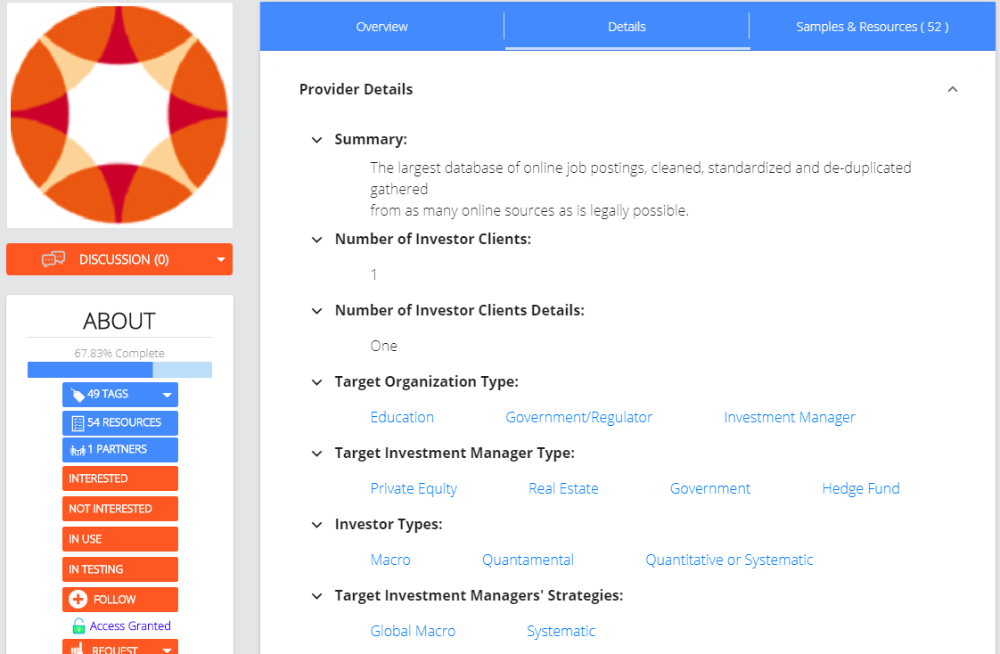 Overview
Details
Samples & Resources ( 52 )
Provider Details
Summary:
The largest database of online job postings, cleaned, standardized and de-duplicated
gathered
from as many online sources as is legally possible.
Number of Investor Clients:
1
Number of Investor Clients Details:
One
Target Organization Type:
Education Government/Regulator Investment Manager
Target Investment Manager Type:
Private Equity Real Estate Government Hedge Fund
Investor Types:
Macro Quantamental Quantitative or Systematic
Target Investment Managers' Strategies:
Global Macro Systematic
DISCUSSION (0)
ABOUT
67.83% Complete
49 TAGS
54 RESOURCES
1 PARTNERS
INTERESTED
NOT INTERESTED
IN USE
IN TESTING
FOLLOW
Access Granted
REQUEST